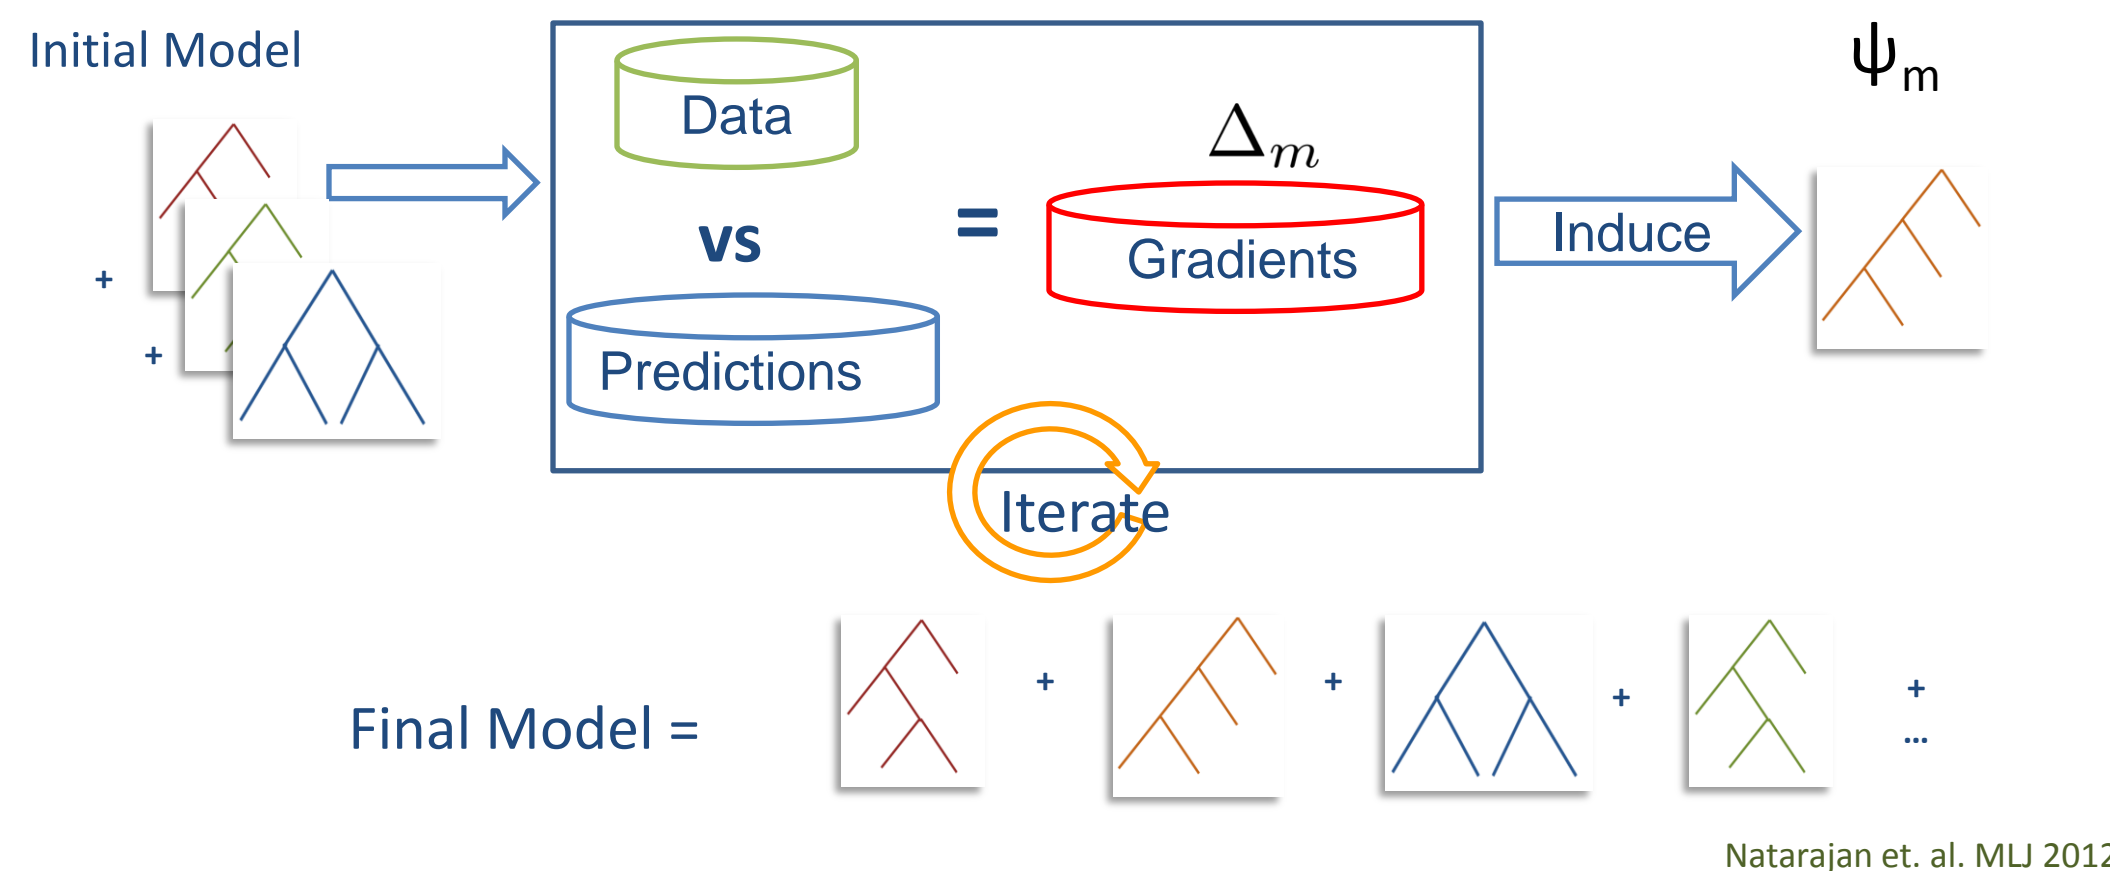 Initial Model
+
+
Data
vs
Predictions
=
Δm
Gradients
Induce
ψm
Iterate
Final Model =
+
+
+
+
...
Natarajan et. al. MLJ 2012